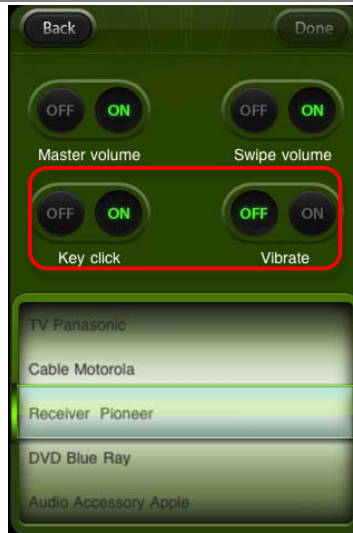 Back Done
OFF ON OFF ON
Master volume Swipe volume
OFF ON OFF ON
Key click Vibrate
TV Panasonic
Cable Motorola
Receiver Pioneer
DVD Blue Ray
Audio Accessory Apple